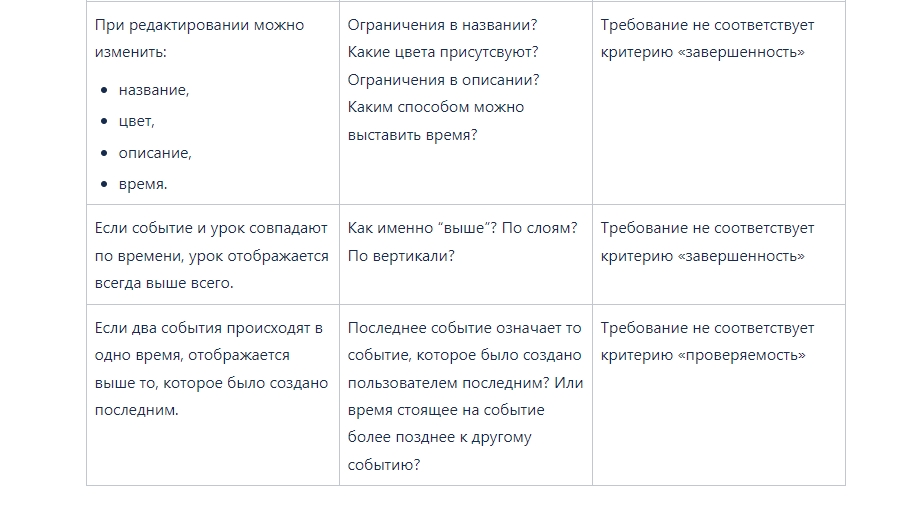 При редактировании можно
изменить:
• название,
• цвет,
• описание,
• время.
Ограничения в названии?
Какие цвета присутсвуют?
Ограничения в описании?
Каким способом можно
выставить время?
Требование не соответствует
критерию «завершенность»
Если событие и урок совпадают
по времени, урок отображается
всегда выше всего.
Как именно “выше”? По слоям?
По вертикали?
Требование не соответствует
критерию «завершенность»
Если два события происходят в
одно время, отображается
выше то, которое было создано
последним.
Последнее событие означает то
событие, которое было создано
пользователем последним? Или
время стоящее на событие
более позднее к другому
событию?
Требование не соответствует
критерию «проверяемость»